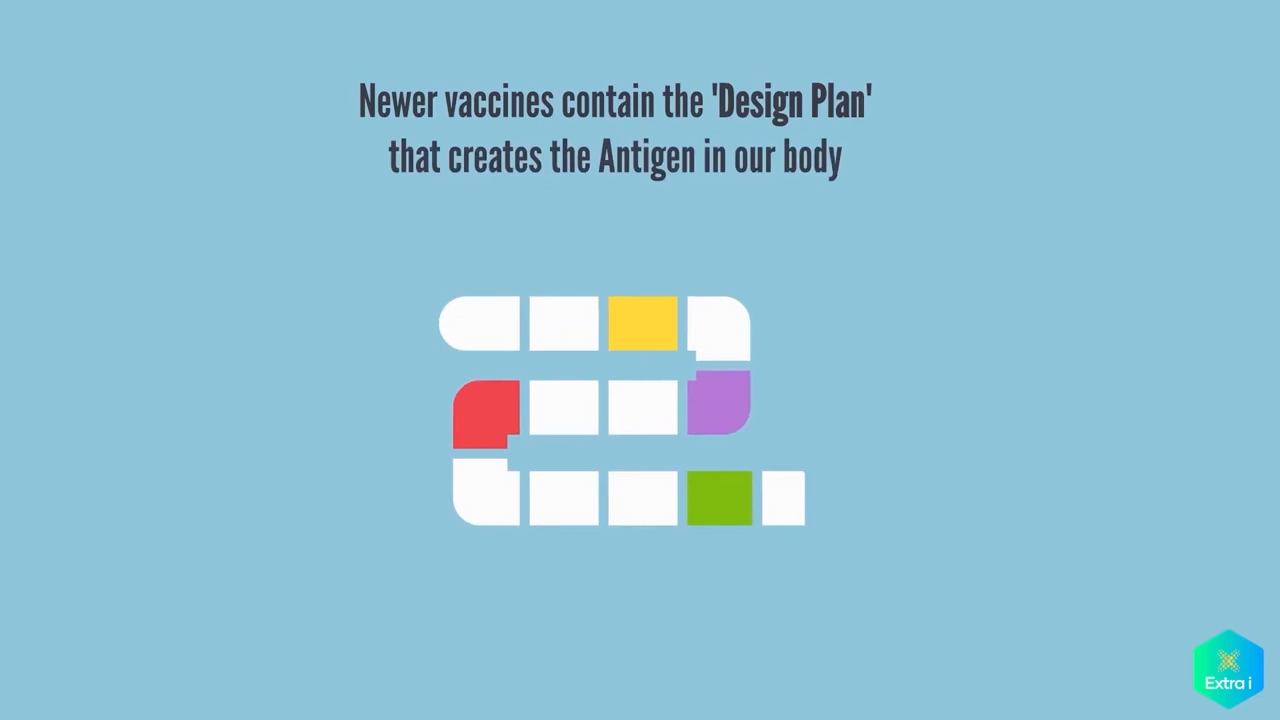 Newer vaccines contain the 'Design Plan'
that creates the Antigen in our body
Extra i